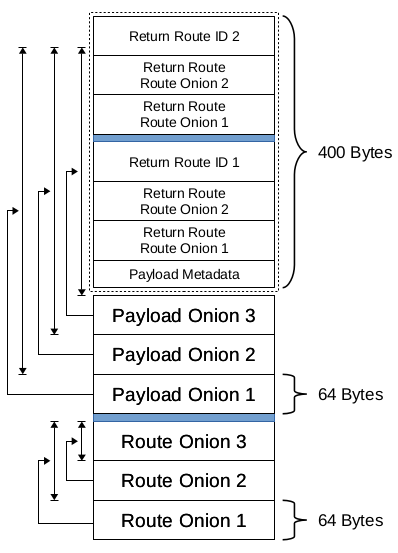 Return Route ID 2
Return Route
Route Onion 2
Return Route
Route Onion 1
Return Route ID 1
Return Route
Route Onion 2
Return Route
Route Onion 1
Payload Metadata
400 Bytes
Payload Onion 3
Payload Onion 2
Payload Onion 1
64 Bytes
Route Onion 3
Route Onion 2
Route Onion 1
64 Bytes